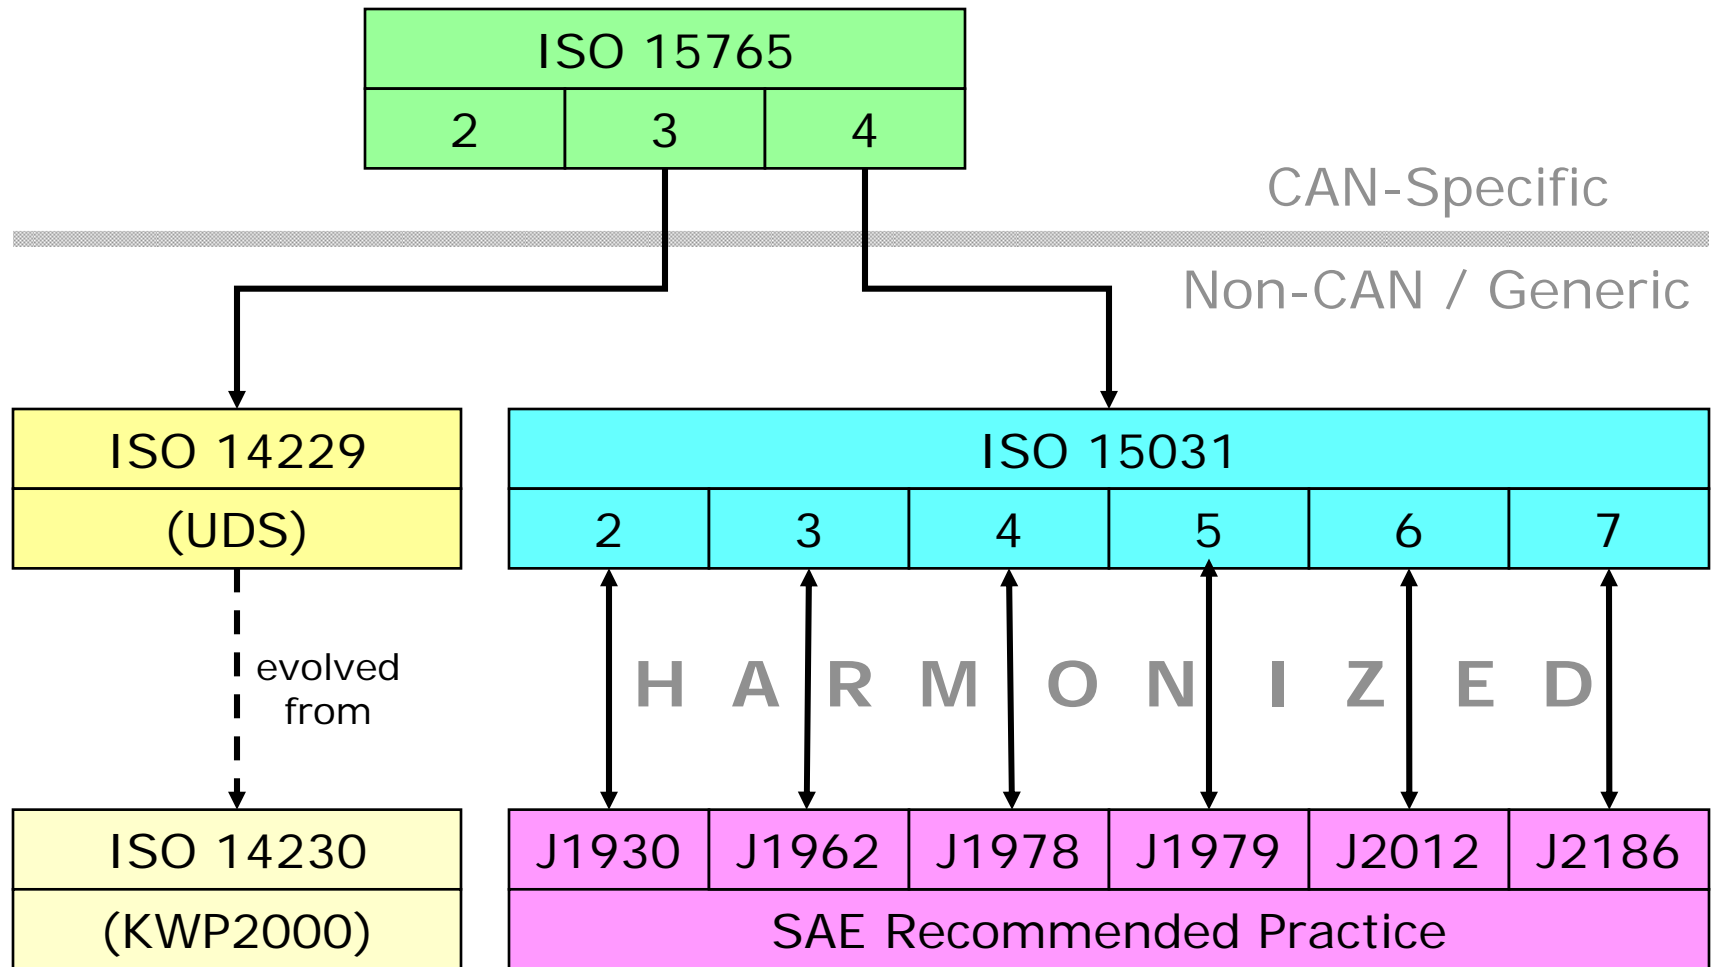 ISO 15765
2 3 4
CAN-Specific
Non-CAN / Generic
ISO 14229
(UDS)
ISO 15031
2 3 4 5 6 7
evolved
from
HARMONIZED
ISO 14230
(KWP2000)
J1930 J1962 J1978 J1979 J2012 J2186
SAE Recommended Practice